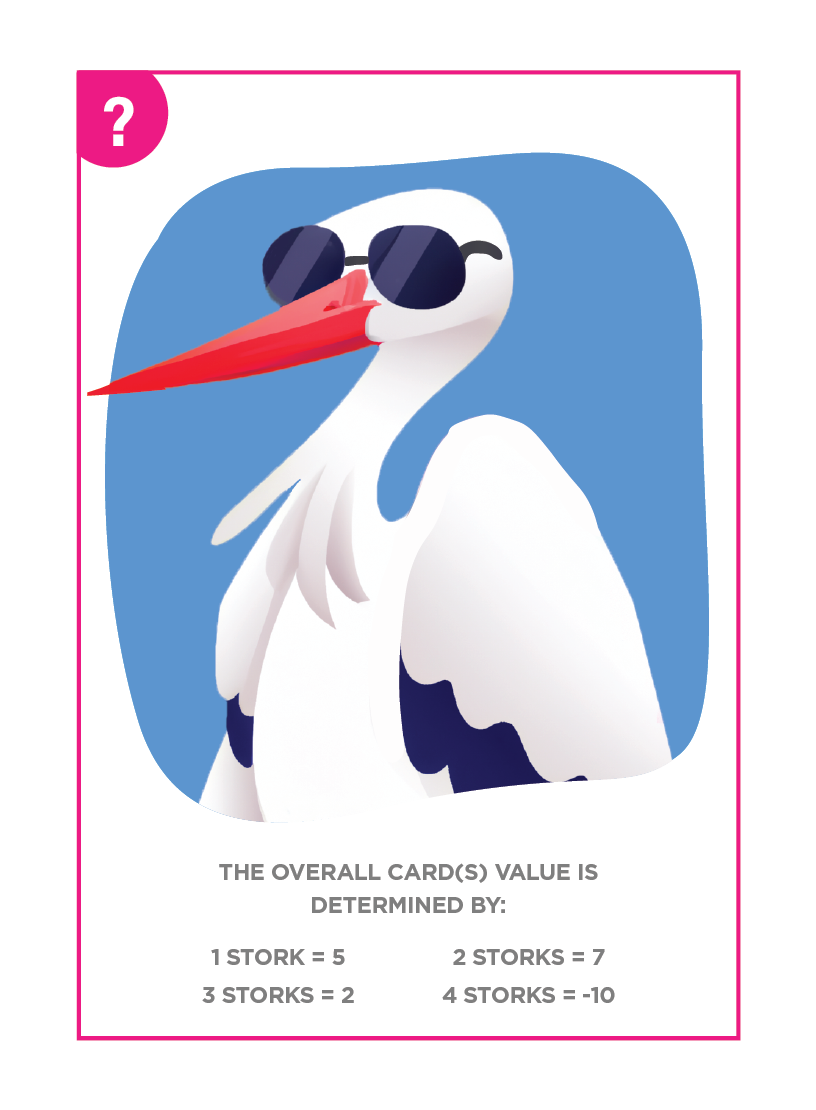 ?
THE OVERALL CARD(S) VALUE IS
DETERMINED BY:
1 STORK = 5 2 STORKS = 7
3 STORKS = 2 4 STORKS = -10